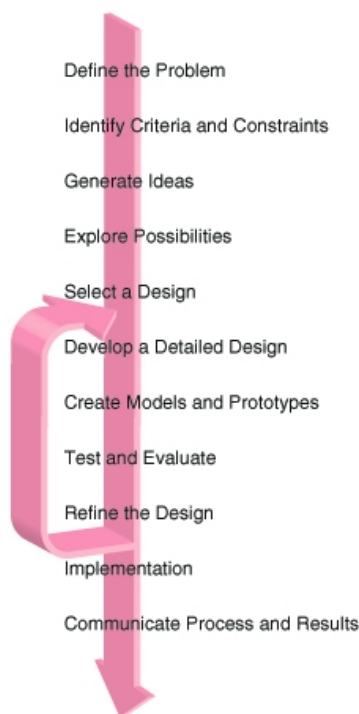 Define the Problem
Identify Criteria and Constraints
Generate Ideas
Explore Possibilities
Select a Design
Develop a Detailed Design
Create Models and Prototypes
Test and Evaluate
Refine the Design
Implementation
Communicate Process and Results